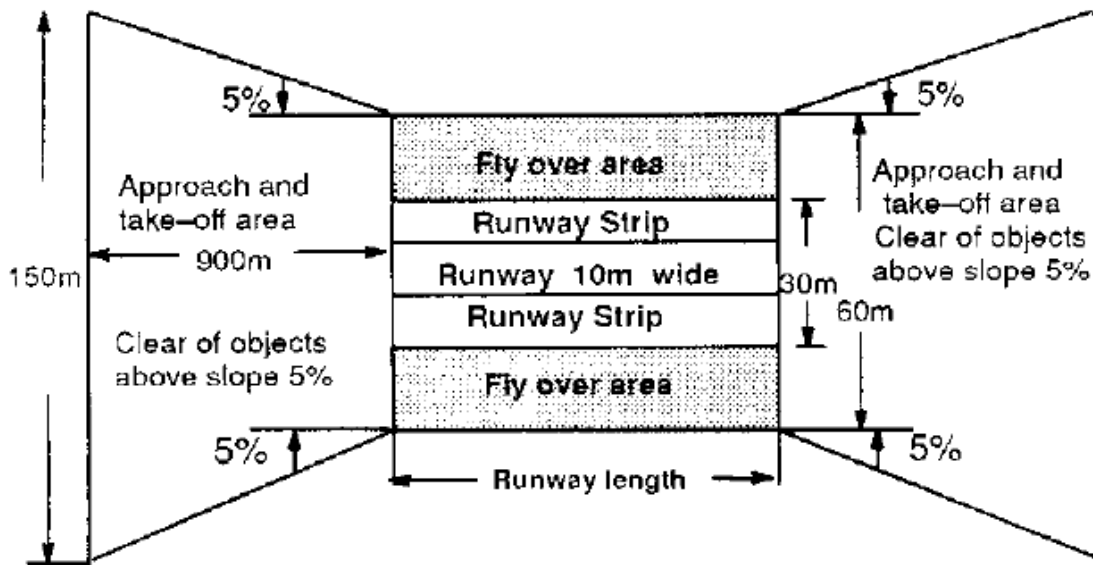 5%
5%
Fly over area
Approach and
take–off area
Approach and
take–off area
Clear of objects
above slope 5%
Runway Strip
900m
150m
Runway 10m wide
30m
60m
Runway Strip
Clear of objects
above slope 5%
Fly over area
5%
5%
Runway length